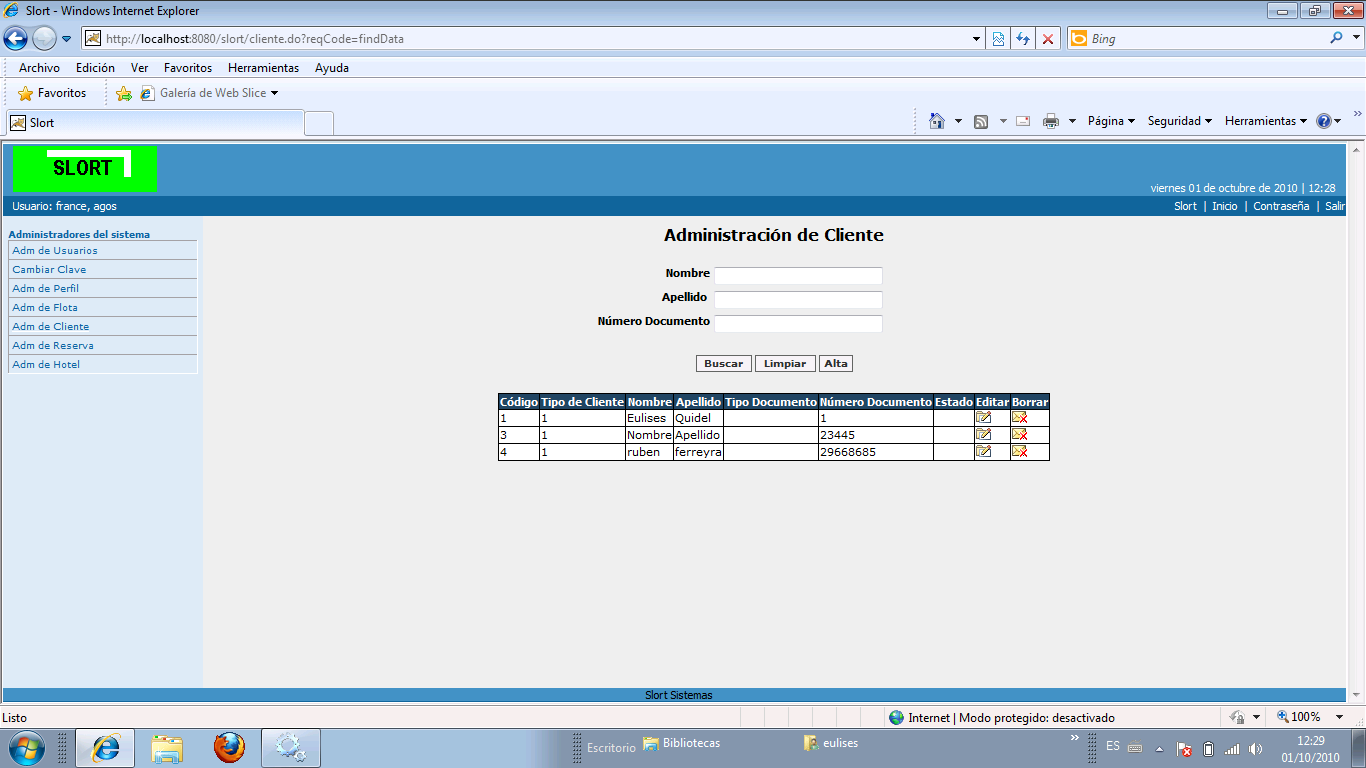 Slort - Windows Internet Explorer
http://localhost:8080/slort/cliente.do?reqCode=findData
Bing
Archivo Edición Ver Favoritos Herramientas Ayuda
Favoritos Galería de Web Slice
Slort Página Seguridad Herramientas
SLORT
viernes 01 de octubre de 2010 | 12:28
Usuario: france, agos Slort | Inicio | Contraseña | Salir
Administradores del sistema
Adm de Usuarios
Cambiar Clave
Adm de Perfil
Adm de Flota
Adm de Cliente
Adm de Reserva
Adm de Hotel
Administración de Cliente
Nombre
Apellido
Número Documento
Buscar Limpiar Alta
Código Tipo de Cliente Nombre Apellido Tipo Documento Número Documento Estado Editar Borrar
1 1 Eulises Quidel 1
3 1 Nombre Apellido 23445
4 1 ruben ferreyra 29668685
Slort Sistemas
Listo Internet | Modo protegido: desactivado 100%
Escritorio Bibliotecas eulises ES 12:29
01/10/2010